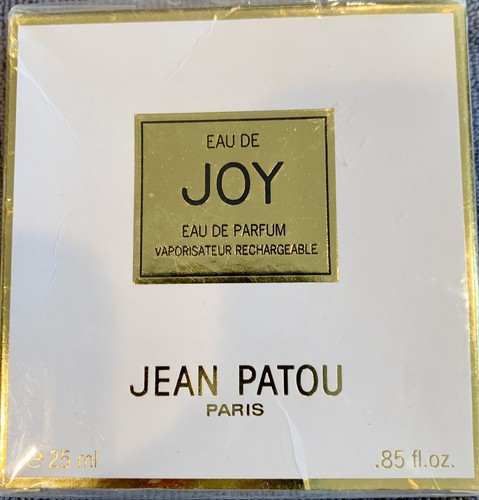 EAU DE
JOY
EAU DE PARFUM
VAPORISATEUR RECHARGEABLE
JEAN PATOU
PARIS
℮ 25 ml
.85 fl.oz.